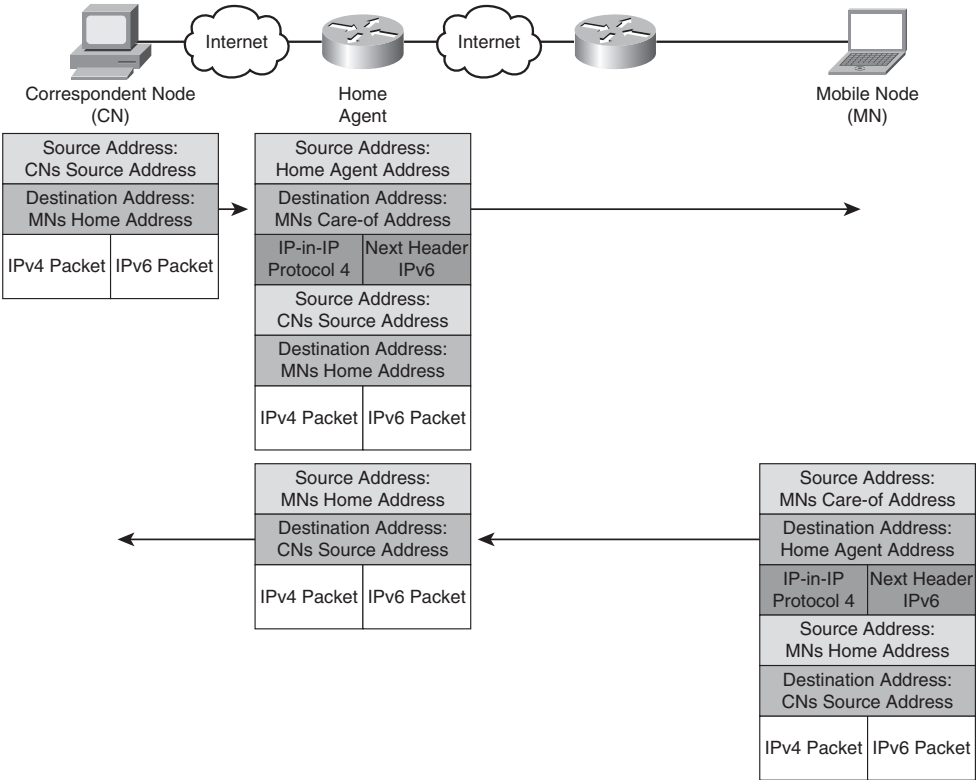 Internet
Internet
Correspondent Node
(CN)
Home
Agent
Mobile Node
(MN)
Source Address:
CNs Source Address
Destination Address:
MNs Home Address
IPv4 Packet
IPv6 Packet
Source Address:
Home Agent Address
Destination Address:
MNs Care-of Address
IP-in-IP
Protocol 4
Next Header
IPv6
Source Address:
CNs Source Address
Destination Address:
MNs Home Address
IPv4 Packet
IPv6 Packet
Source Address:
MNs Home Address
Destination Address:
CNs Source Address
IPv4 Packet
IPv6 Packet
Source Address:
MNs Care-of Address
Destination Address:
Home Agent Address
IP-in-IP
Protocol 4
Next Header
IPv6
Source Address:
MNs Home Address
Destination Address:
CNs Source Address
IPv4 Packet
IPv6 Packet